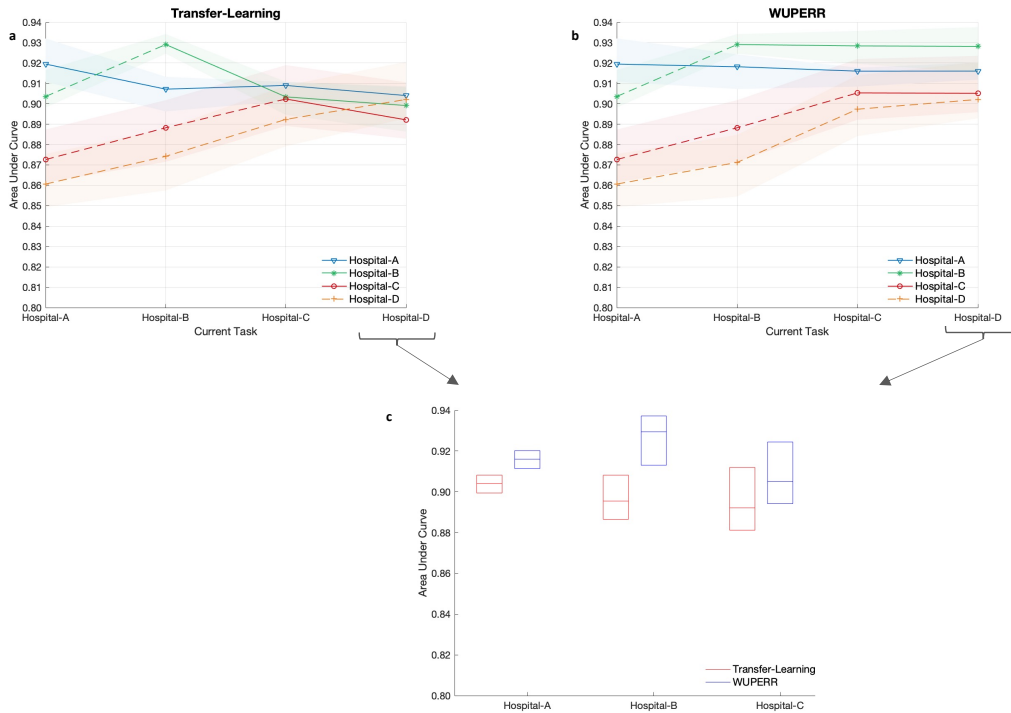 Transfer-Learning
a
0.94
0.93
0.92
0.91
0.90
0.89
0.88
0.87
0.86
0.85
0.84
0.83
0.82
0.81
0.80
Area Under Curve
Hospital-A
Hospital-B
Hospital-C
Hospital-D
Hospital-A
Hospital-B
Hospital-C
Hospital-D
Current Task
WUPERR
b
0.94
0.93
0.92
0.91
0.90
0.89
0.88
0.87
0.86
0.85
0.84
0.83
0.82
0.81
0.80
Area Under Curve
Hospital-A
Hospital-B
Hospital-C
Hospital-D
Hospital-A
Hospital-B
Hospital-C
Hospital-D
Current Task
c
0.94
0.92
0.90
0.88
0.86
0.84
0.82
0.80
Area Under Curve
Transfer-Learning
WUPERR
Hospital-A
Hospital-B
Hospital-C